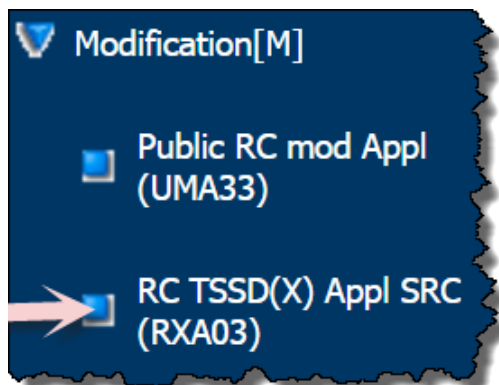 Modification[M]
Public RC mod Appl
(UMA33)
RC TSSD(X) Appl SRC
(RXA03)